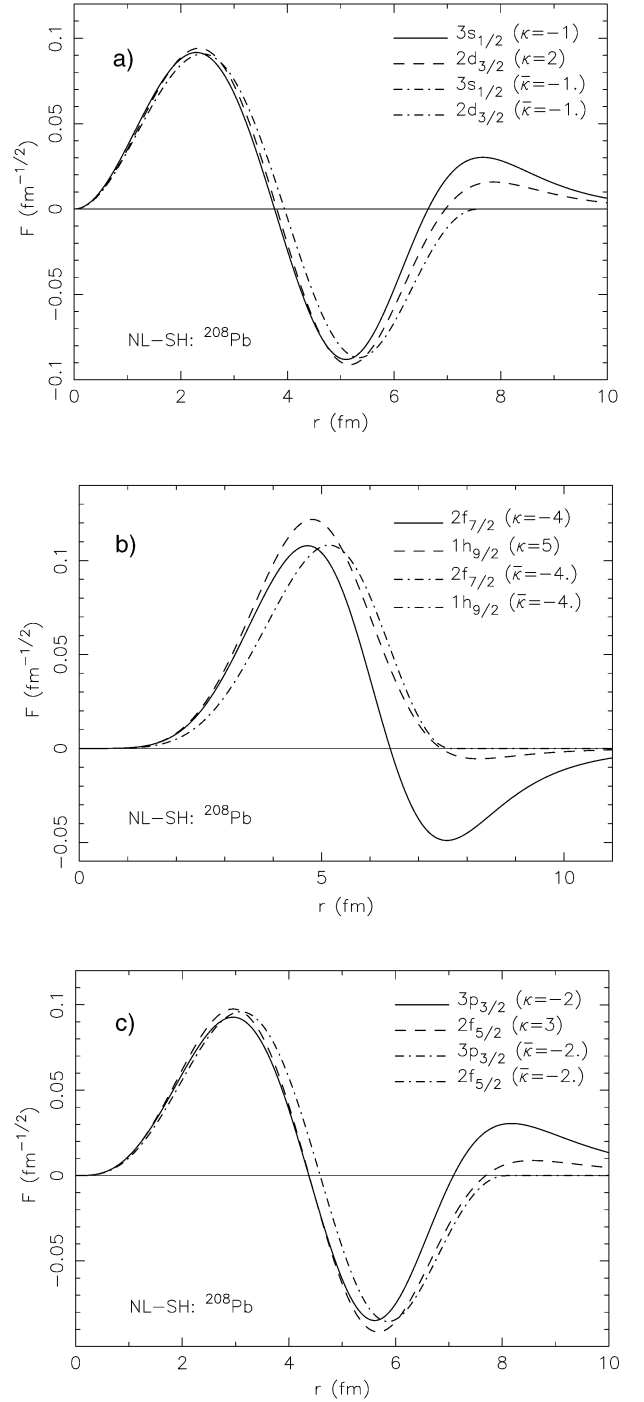 a)
3s1/2 (κ=−1)
2d3/2 (κ=2)
3s1/2 (κ̄=−1.)
2d3/2 (κ̄=−1.)
0.1
0.05
0
−0.05
−0.1
F (fm−1/2)
NL−SH: 208Pb
0 2 4 6 8 10
r (fm)
b)
2f7/2 (κ=−4)
1h9/2 (κ=5)
2f7/2 (κ̄=−4.)
1h9/2 (κ̄=−4.)
0.1
0.05
0
−0.05
F (fm−1/2)
NL−SH: 208Pb
0 5 10
r (fm)
c)
3p3/2 (κ=−2)
2f5/2 (κ=3)
3p3/2 (κ̄=−2.)
2f5/2 (κ̄=−2.)
0.1
0.05
0
−0.05
F (fm−1/2)
NL−SH: 208Pb
0 2 4 6 8 10
r (fm)